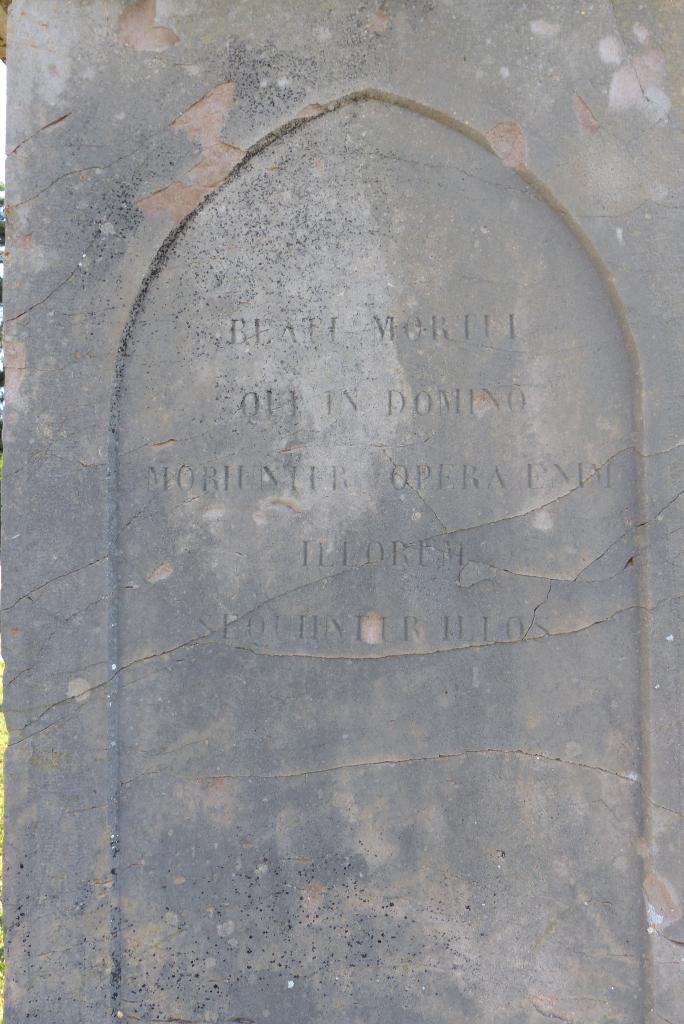 BEATI MORTUI
QUI IN DOMINO
MORIUNTUR OPERA ENIM
ILLORUM
SEQUUNTUR ILLOS